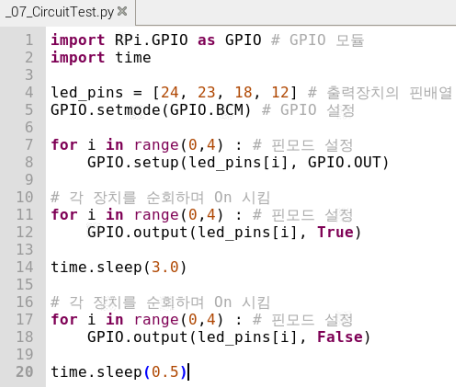 _07_CircuitTest.py ✖
1 import RPi.GPIO as GPIO # GPIO 모듈
2 import time
3
4 led_pins = [24, 23, 18, 12] # 출력장치의 핀배열
5 GPIO.setmode(GPIO.BCM) # GPIO 설정
6
7 for i in range(0,4) : # 핀모드 설정
8     GPIO.setup(led_pins[i], GPIO.OUT)
9
10 # 각 장치를 순회하며 On 시킴
11 for i in range(0,4) : # 핀모드 설정
12     GPIO.output(led_pins[i], True)
13
14 time.sleep(3.0)
15
16 # 각 장치를 순회하며 On 시킴
17 for i in range(0,4) : # 핀모드 설정
18     GPIO.output(led_pins[i], False)
19
20 time.sleep(0.5)